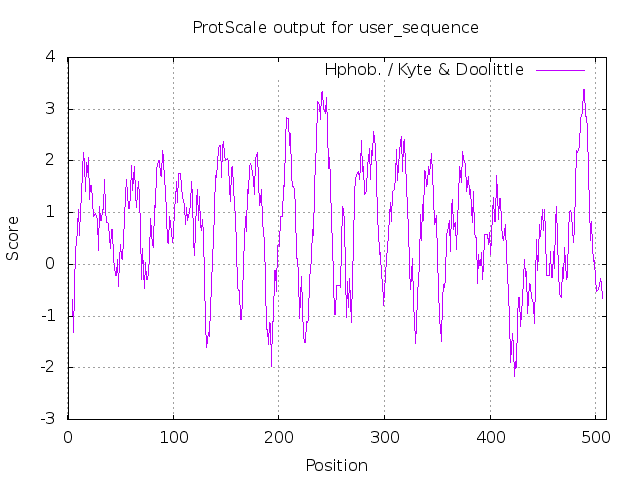 ProtScale output for user_sequence
Hphob. / Kyte & Doolittle
4
3
2
1
0
-1
-2
-3
Score
0 100 200 300 400 500
Position